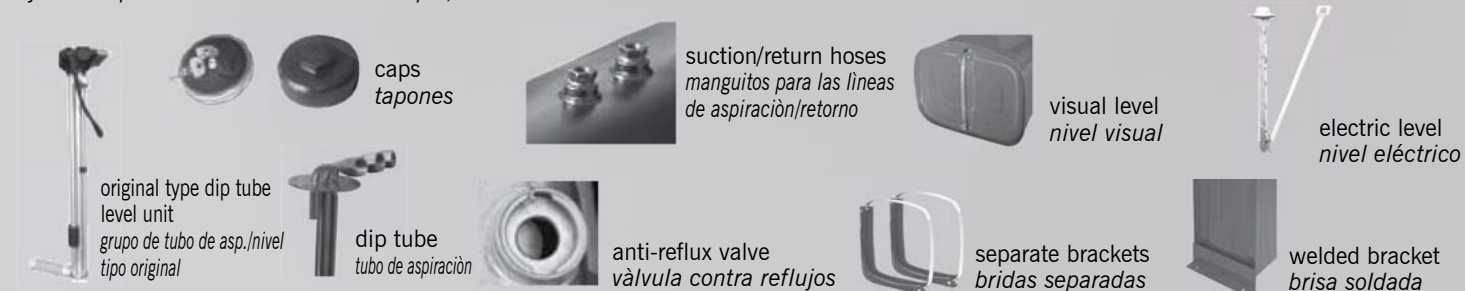 caps
tapones
suction/return hoses
manguitos para las lìneas
de aspiraciòn/retorno
visual level
nivel visual
electric level
nivel eléctrico
original type dip tube
level unit
grupo de tubo de asp./nivel
tipo original
dip tube
tubo de aspiraciòn
anti-reflux valve
vàlvula contra reflujos
separate brackets
bridas separadas
welded bracket
brisa soldada